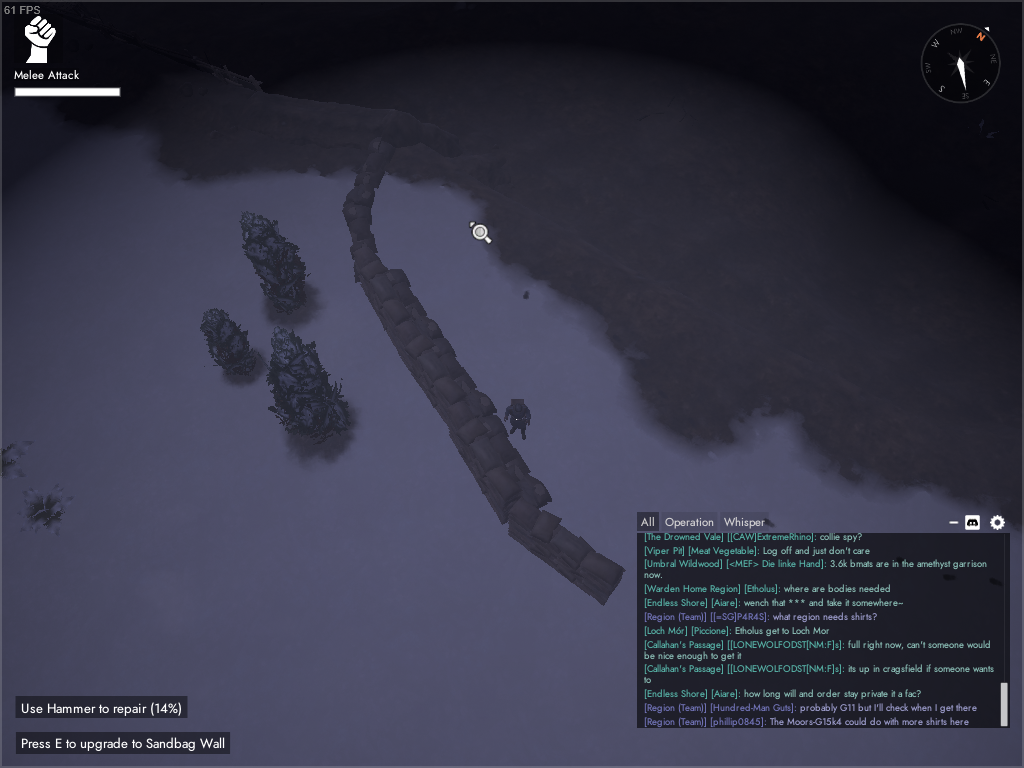 61 FPS
Melee Attack
NW
N
W
NE
SW
E
S
SE
All Operation Whisper
[The Drowned Vale] [[CAW]ExtremeRhino]: collie spy?
[Viper Pit] [Meat Vegetable]: Log off and just don't care
[Umbral Wildwood] [<MEF> Die linke Hand]: 3.6k bmats are in the amethyst garrison
now.
[Warden Home Region] [Etholus]: where are bodies needed
[Endless Shore] [Aiare]: wench that *** and take it somewhere~
[Region (Team)] [[=SG]P4R4S]: what region needs shirts?
[Loch Mór] [Piccione]: Etholus get to Loch Mor
[Callahan's Passage] [[LONEWOLFODST[NM:F]s]: full right now, can't someone would
be nice enough to get it
[Callahan's Passage] [[LONEWOLFODST[NM:F]s]: its up in cragsfield if someone wants
to
[Endless Shore] [Aiare]: how long will and order stay private it a fac?
[Region (Team)] [Hundred-Man Guts]: probably G11 but I'll check when I get there
[Region (Team)] [phillip0845]: The Moors-G15k4 could do with more shirts here
Use Hammer to repair (14%)
Press E to upgrade to Sandbag Wall